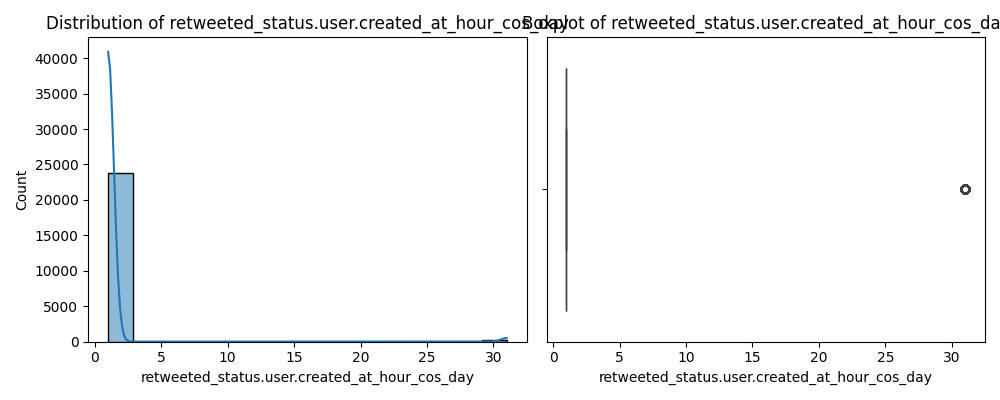 Distribution of retweeted_status.user.created_at_hour_cos_day
Boxplot of retweeted_status.user.created_at_hour_cos_da
40000
35000
30000
25000
20000
15000
10000
5000
0
Count
0 5 10 15 20 25 30
retweeted_status.user.created_at_hour_cos_day
0 5 10 15 20 25 30
retweeted_status.user.created_at_hour_cos_day